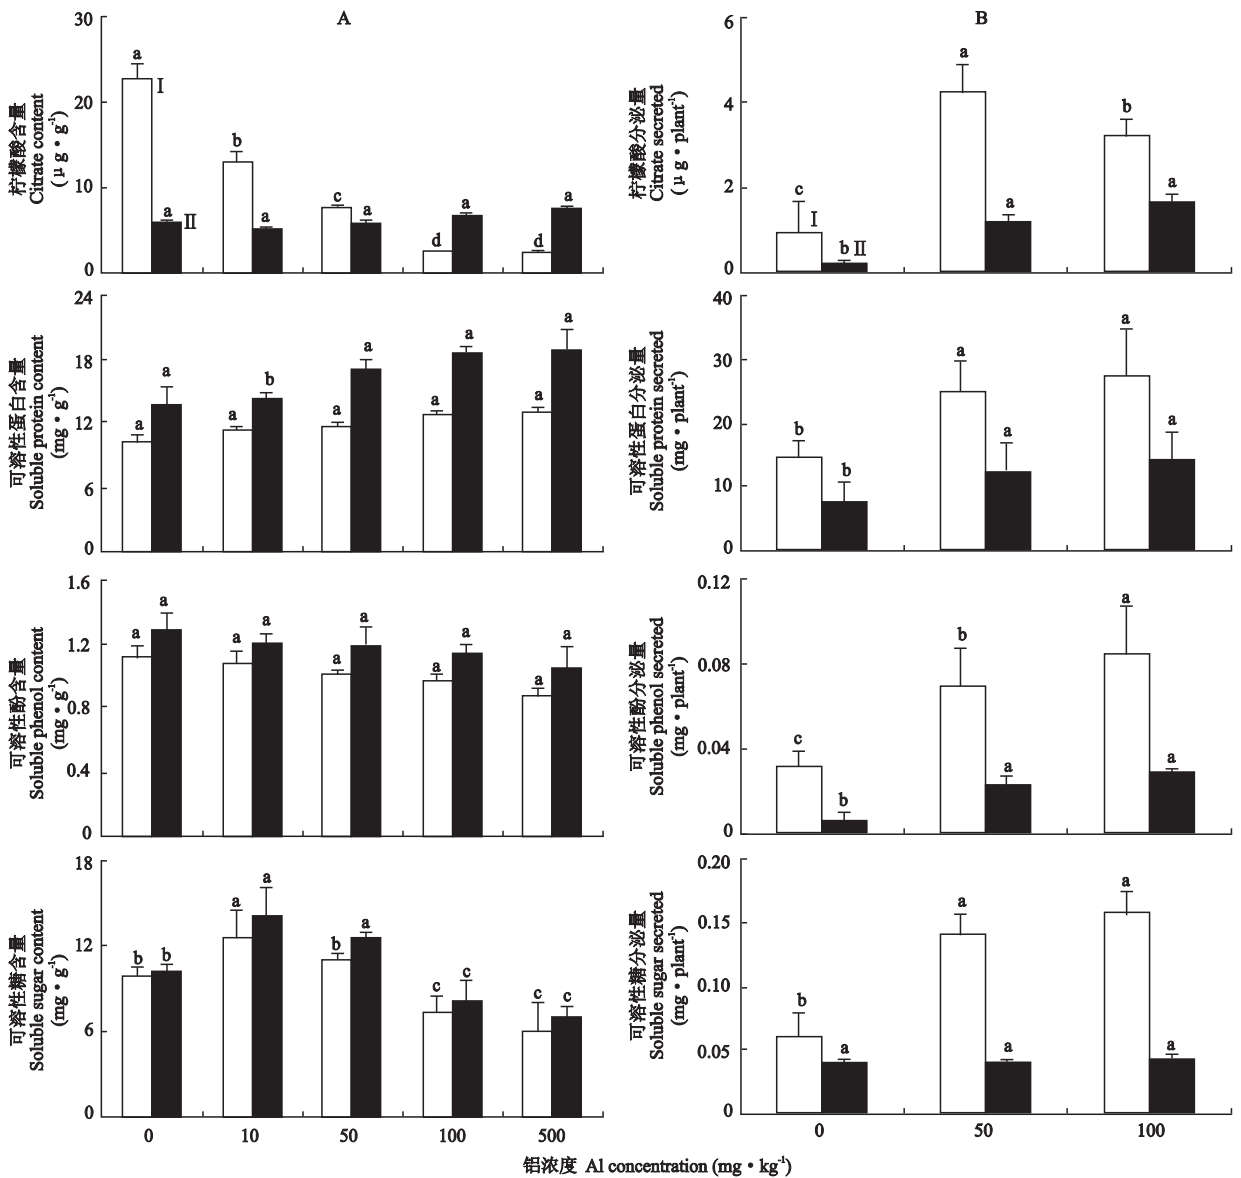 A
柠檬酸含量
Citrate content
(μg·g⁻¹)
30
20
10
0
a
I
a
II
b
a
c
a
d
a
d
a
可溶性蛋白含量
Soluble protein content
(mg·g⁻¹)
24
18
12
6
0
a
a
a
b
a
a
a
a
a
a
可溶性酚含量
Soluble phenol content
(mg·g⁻¹)
1.6
1.2
0.8
0.4
0
a
a
a
a
a
a
a
a
a
a
可溶性糖含量
Soluble sugar content
(mg·g⁻¹)
18
12
6
0
b
b
a
a
b
a
c
c
c
c
0
10
50
100
500
B
柠檬酸分泌量
Citrate secreted
(μg·plant⁻¹)
6
4
2
0
c
I
b
II
a
a
b
a
可溶性蛋白分泌量
Soluble protein secreted
(mg·plant⁻¹)
40
30
20
10
0
b
b
a
a
a
a
可溶性酚分泌量
Soluble phenol secreted
(mg·plant⁻¹)
0.12
0.08
0.04
0
c
b
b
a
a
a
可溶性糖分泌量
Soluble sugar secreted
(mg·plant⁻¹)
0.20
0.15
0.10
0.05
0
b
a
a
a
a
a
0
50
100
铝浓度 Al concentration (mg·kg⁻¹)